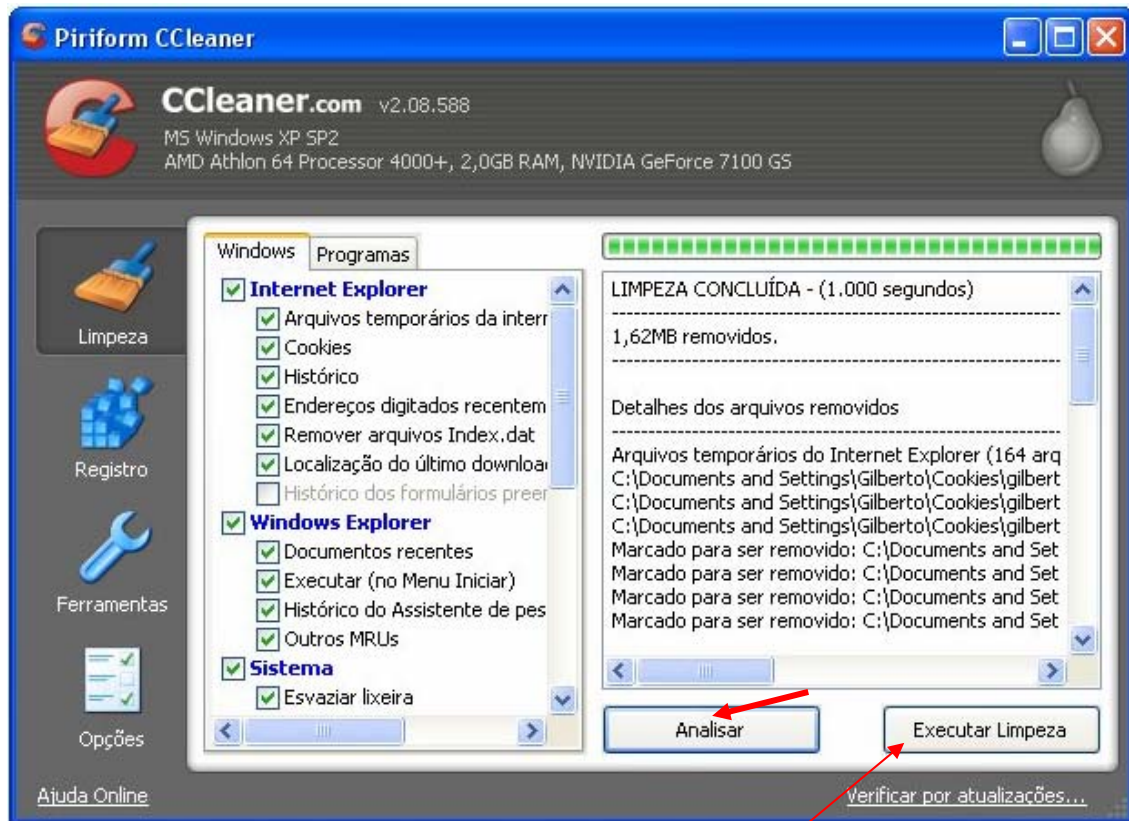 Piriform CCleaner
CCleaner.com v2.08.588
MS Windows XP SP2
AMD Athlon 64 Processor 4000+, 2,0GB RAM, NVIDIA GeForce 7100 GS
Limpeza
Registro
Ferramentas
Opções
Windows Programas
Internet Explorer
Arquivos temporários da interr
Cookies
Histórico
Endereços digitados recentem
Remover arquivos Index.dat
Localização do último downloa
Histórico dos formulários preer
Windows Explorer
Documentos recentes
Executar (no Menu Iniciar)
Histórico do Assistente de pes
Outros MRUs
Sistema
Esvaziar lixeira
LIMPEZA CONCLUÍDA - (1.000 segundos)
1,62MB removidos.
Detalhes dos arquivos removidos
Arquivos temporários do Internet Explorer (164 arq
C:\Documents and Settings\Gilberto\Cookies\gilbert
C:\Documents and Settings\Gilberto\Cookies\gilbert
C:\Documents and Settings\Gilberto\Cookies\gilbert
Marcado para ser removido: C:\Documents and Set
Marcado para ser removido: C:\Documents and Set
Marcado para ser removido: C:\Documents and Set
Marcado para ser removido: C:\Documents and Set
Analisar
Executar Limpeza
Ajuda Online
Verificar por atualizações...